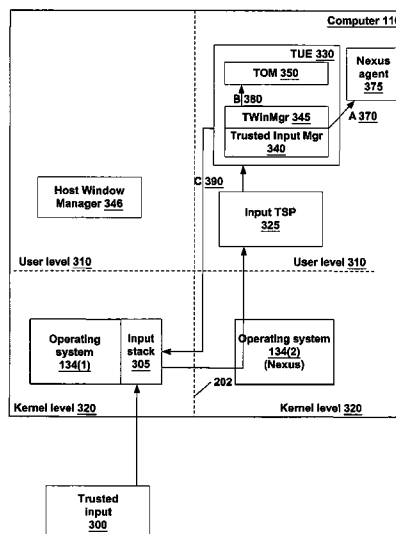 Computer 110
TUE 330
TOM 350
Nexus
agent
375
B 380
A 370
TWinMgr 345
Trusted Input Mgr
340
C 390
Host Window
Manager 346
Input TSP
325
User level 310
User level 310
Operating
system
134(1)
Input
stack
305
Operating system
134(2)
(Nexus)
202
Kernel level 320
Kernel level 320
Trusted
input
300